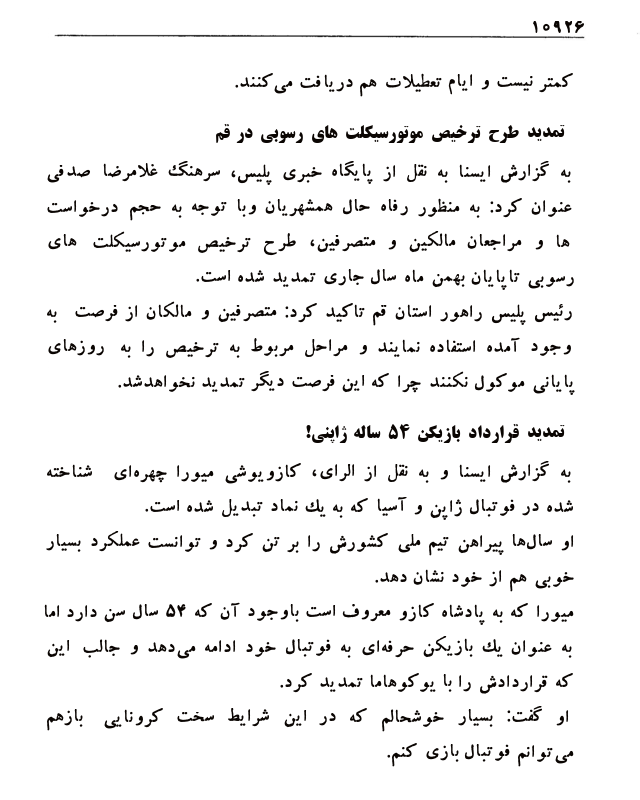 ۱۰۹۲۶
کمتر نیست و ایام تعطیلات هم دریافت می‌کنند.
تمدید طرح ترخیص موتورسیکلت های رسوبی در قم
به گزارش ایسنا به نقل از پایگاه خبری پلیس، سرهنگ غلامرضا صدفی
عنوان کرد: به منظور رفاه حال همشهریان وبا توجه به حجم درخواست
ها و مراجعان مالکین و متصرفین، طرح ترخیص موتورسیکلت های
رسوبی تاپایان بهمن ماه سال جاری تمدید شده است.
رئیس پلیس راهور استان قم تاکید کرد: متصرفین و مالکان از فرصت به
وجود آمده استفاده نمایند و مراحل مربوط به ترخیص را به روزهای
پایانی موکول نکنند چرا که این فرصت دیگر تمدید نخواهدشد.
تمدید قرارداد بازیکن ۵۴ ساله ژاپنی!
به گزارش ایسنا و به نقل از الرای، کازویوشی میورا چهره‌ای شناخته
شده در فوتبال ژاپن و آسیا که به یك نماد تبدیل شده است.
او سال‌ها پیراهن تیم ملی کشورش را بر تن کرد و توانست عملکرد بسیار
خوبی هم از خود نشان دهد.
میورا که به پادشاه کازو معروف است باوجود آن که ۵۴ سال سن دارد اما
به عنوان یك بازیکن حرفه‌ای به فوتبال خود ادامه می‌دهد و جالب این
که قراردادش را با یوکوهاما تمدید کرد.
او گفت: بسیار خوشحالم که در این شرایط سخت کرونایی بازهم
می‌توانم فوتبال بازی کنم.